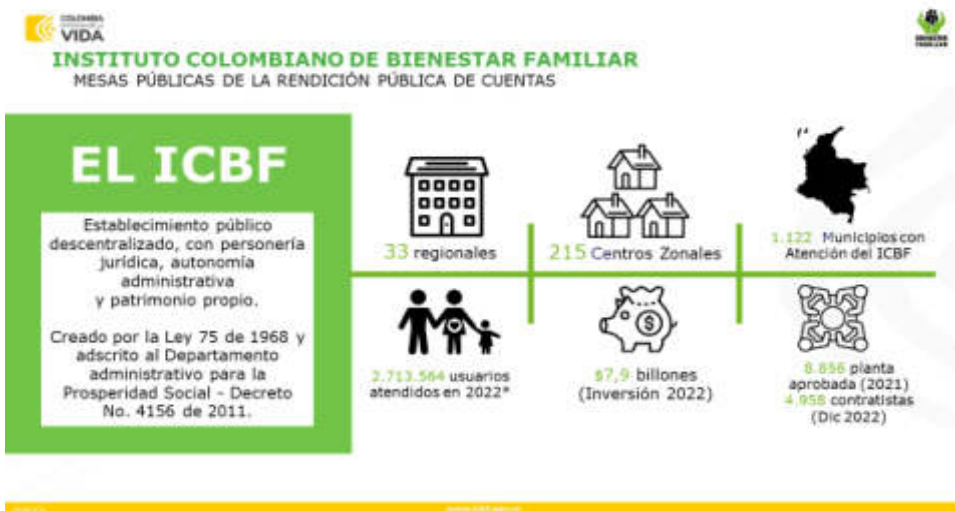 COLOMBIA
VIDA
INSTITUTO COLOMBIANO DE BIENESTAR FAMILIAR
MESAS PÚBLICAS DE LA RENDICIÓN PÚBLICA DE CUENTAS
BIENESTAR
FAMILIAR
EL ICBF
Establecimiento público
descentralizado, con personería
jurídica, autonomía
administrativa
y patrimonio propio.
Creado por la Ley 75 de 1968 y
adscrito al Departamento
administrativo para la
Prosperidad Social - Decreto
No. 4156 de 2011.
33 regionales
215 Centros Zonales
1.122 Municipios con
Atención del ICBF
2.713.564 usuarios
atendidos en 2022*
$7,9 billones
(Inversión 2022)
planta
aprobada (2021)
4.958 contratistas
(Dic 2022)